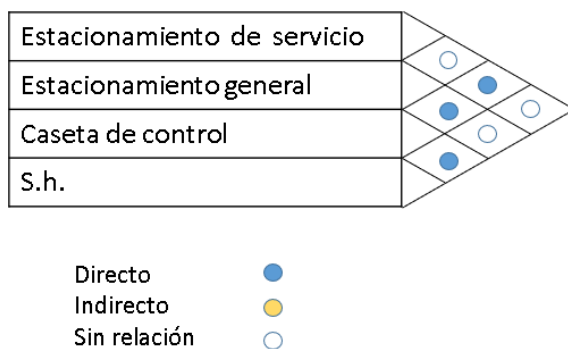 Estacionamiento de servicio
Estacionamiento general
Caseta de control
S.h.
Directo
Indirecto
Sin relación